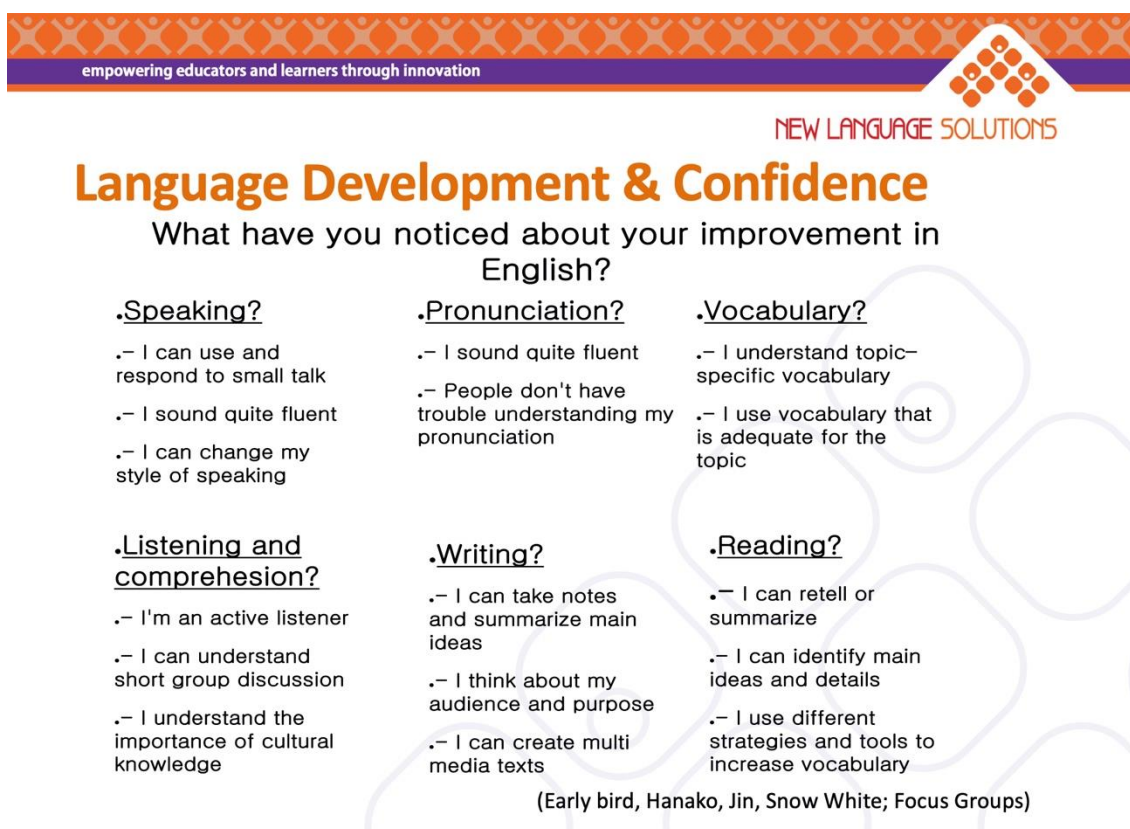 empowering educators and learners through innovation
NEW LANGUAGE SOLUTIONS
Language Development & Confidence
What have you noticed about your improvement in
English?
.Speaking?
.– I can use and
respond to small talk
.– I sound quite fluent
.– I can change my
style of speaking
.Pronunciation?
.– I sound quite fluent
.– People don't have
trouble understanding my
pronunciation
.Vocabulary?
.– I understand topic–
specific vocabulary
.– I use vocabulary that
is adequate for the
topic
.Listening and
comprehesion?
.– I'm an active listener
.– I can understand
short group discussion
.– I understand the
importance of cultural
knowledge
.Writing?
.– I can take notes
and summarize main
ideas
.– I think about my
audience and purpose
.– I can create multi
media texts
.Reading?
.– I can retell or
summarize
.– I can identify main
ideas and details
.– I use different
strategies and tools to
increase vocabulary
(Early bird, Hanako, Jin, Snow White; Focus Groups)